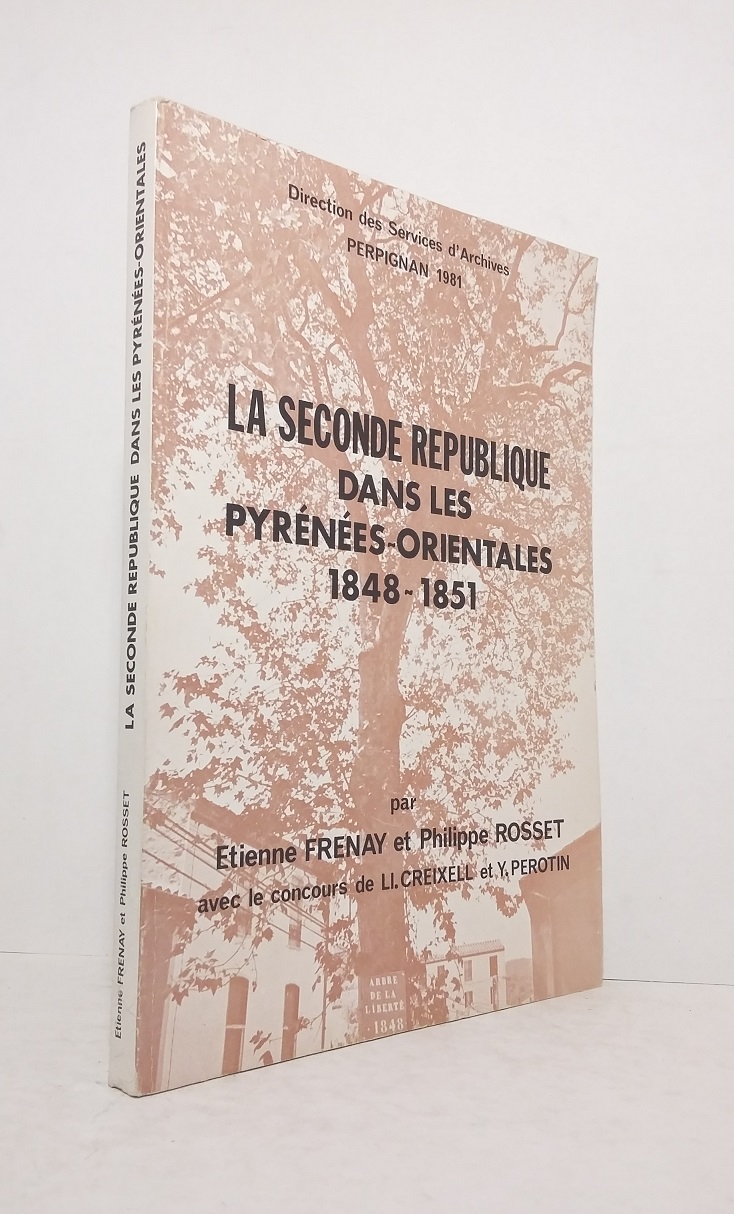 Direction des Services d'Archives
PERPIGNAN 1981
LA SECONDE REPUBLIQUE
DANS LES
PYRÉNÉES-ORIENTALES
1848-1851
par
Etienne FRENAY et Philippe ROSSET
avec le concours de Ll. CREIXELL et Y. PEROTIN
ARBRE
DE LA
LIBERTÉ
1848
Etienne FRENAY et Philippe ROSSET LA SECONDE REPUBLIQUE DANS LES PYRÉNÉES-ORIENTALES